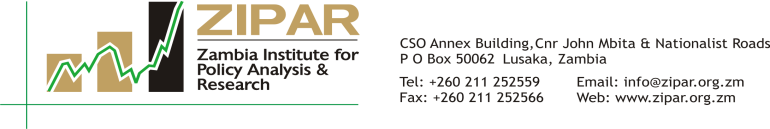 ZIPAR
Zambia Institute for
Policy Analysis &
Research
CSO Annex Building,Cnr John Mbita & Nationalist Roads
P O Box 50062 Lusaka, Zambia
Tel: +260 211 252559 Email: info@zipar.org.zm
Fax: +260 211 252566 Web: www.zipar.org.zm